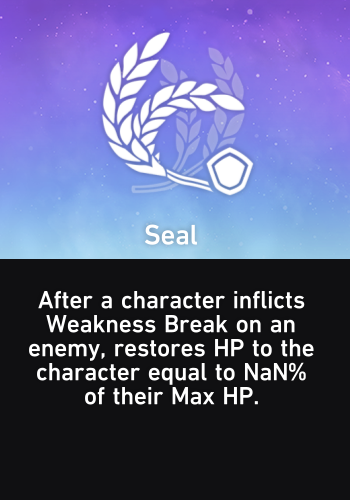 Seal
After a character inflicts
Weakness Break on an
enemy, restores HP to the
character equal to NaN%
of their Max HP.